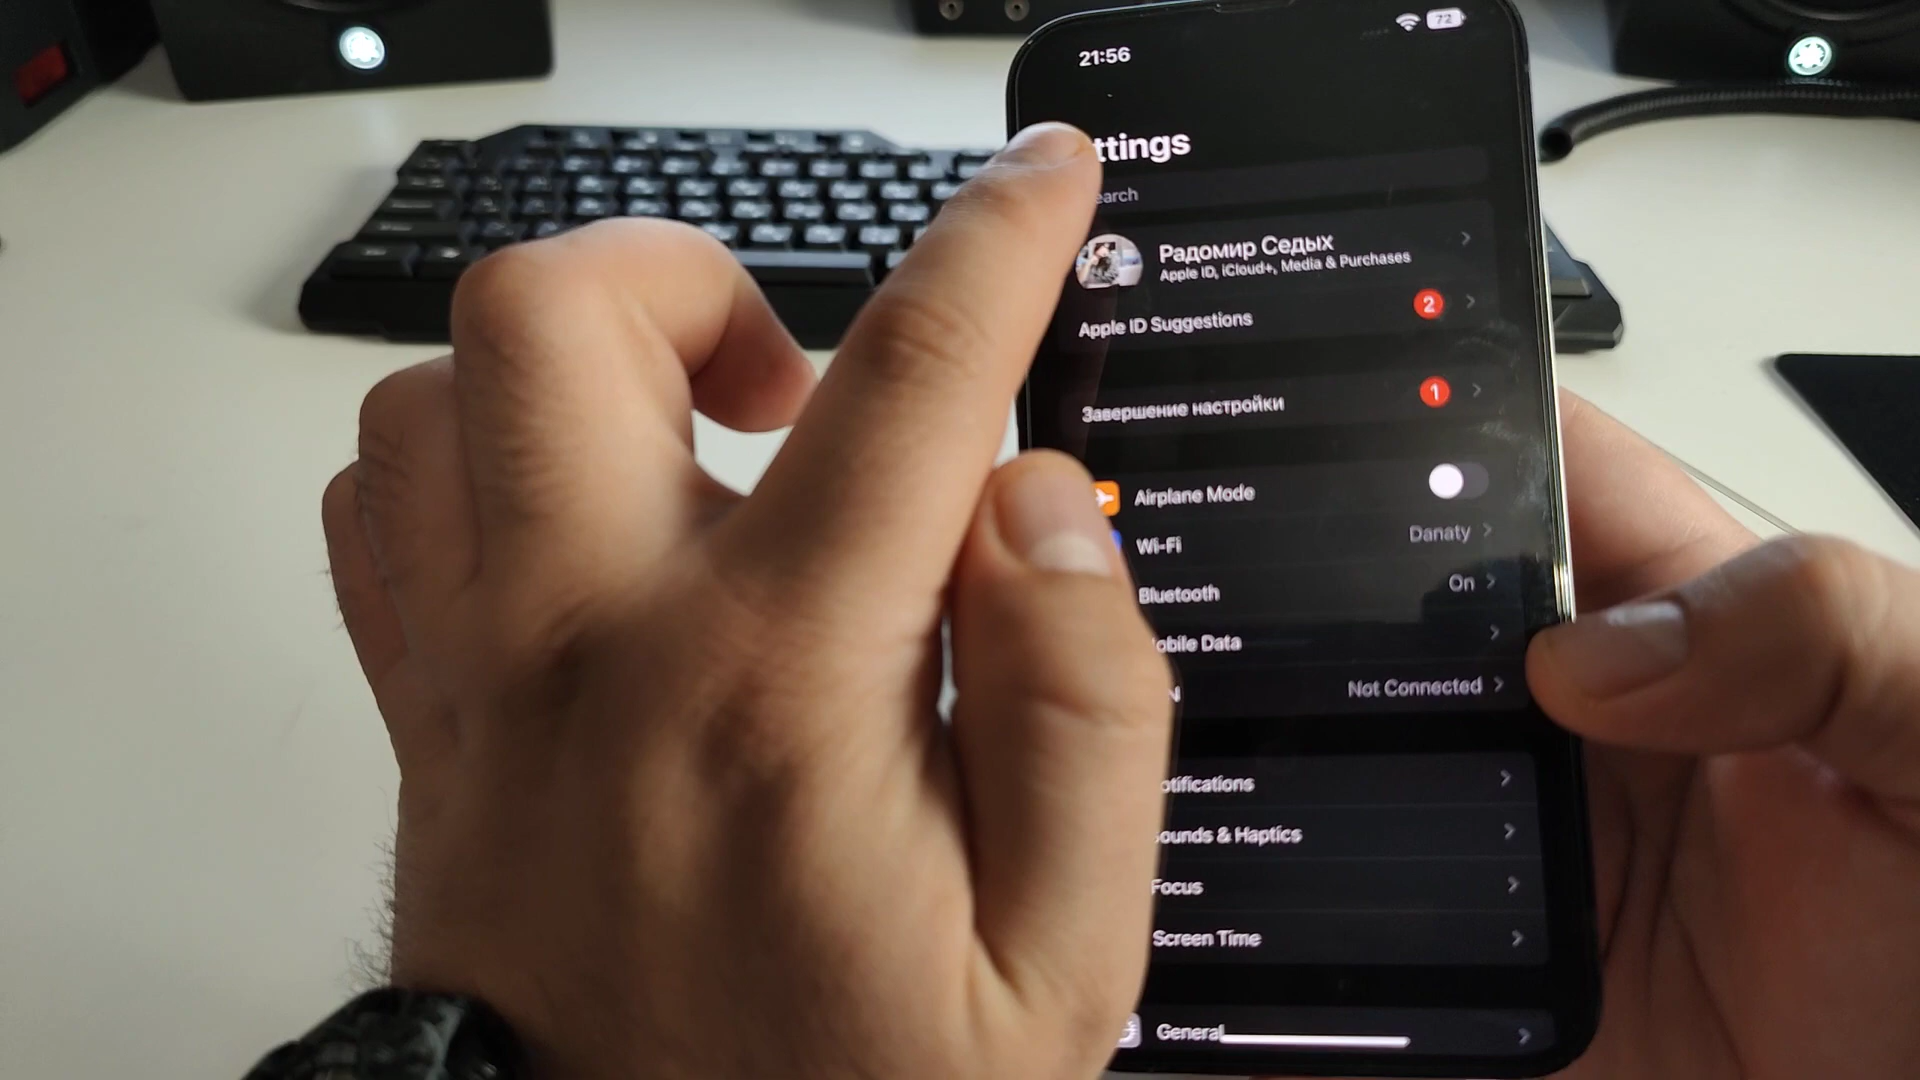 21:56
72
ttings
earch
Радомир Седых
Apple ID, iCloud+, Media & Purchases
Apple ID Suggestions
2
Завершение настройки
1
Airplane Mode
Wi-Fi
Danaty
Bluetooth
On
obile Data
N
Not Connected
otifications
ounds & Haptics
Focus
Screen Time
General